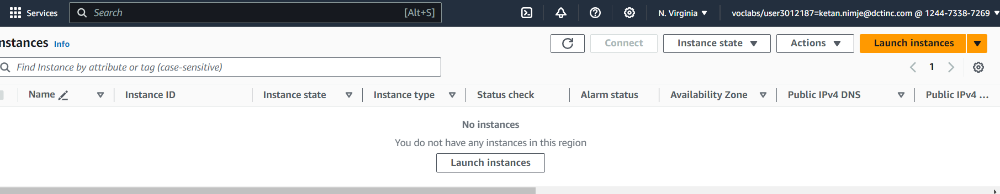 Services
Search
[Alt+S]
N. Virginia
voclabs/user3012187=ketan.nimje@dctinc.com @ 1244-7338-7269
nstances Info
Connect
Instance state
Actions
Launch instances
Find Instance by attribute or tag (case-sensitive)
1
Name
Instance ID
Instance state
Instance type
Status check
Alarm status
Availability Zone
Public IPv4 DNS
Public IPv4 ...
No instances
You do not have any instances in this region
Launch instances